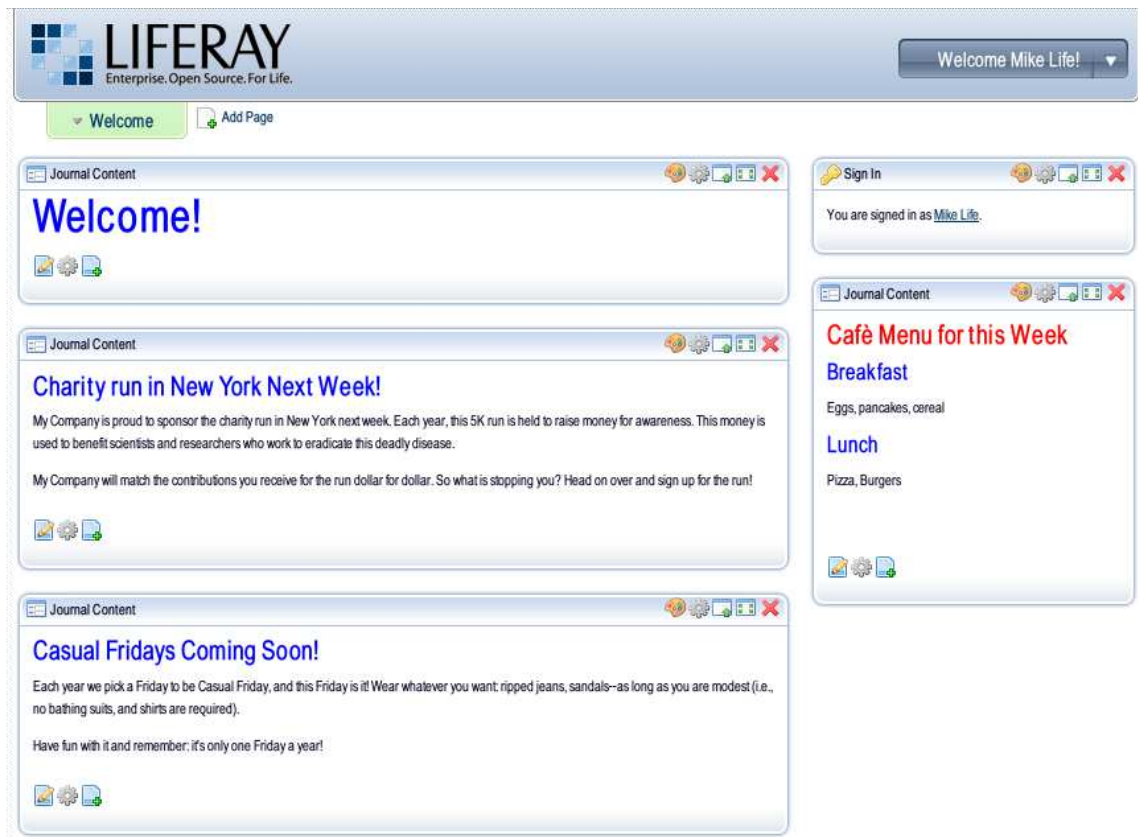 LIFERAY
Enterprise. Open Source. For Life.
Welcome Mike Life!
Welcome
Add Page
Journal Content
Welcome!
Journal Content
Charity run in New York Next Week!
My Company is proud to sponsor the charity run in New York next week. Each year, this 5K run is held to raise money for awareness. This money is
used to benefit scientists and researchers who work to eradicate this deadly disease.
My Company will match the contributions you receive for the run dollar for dollar. So what is stopping you? Head on over and sign up for the run!
Journal Content
Casual Fridays Coming Soon!
Each year we pick a Friday to be Casual Friday, and this Friday is it! Wear whatever you want: ripped jeans, sandals--as long as you are modest (i.e.,
no bathing suits, and shirts are required).
Have fun with it and remember: it's only one Friday a year!
Sign In
You are signed in as Mike Life.
Journal Content
Cafè Menu for this Week
Breakfast
Eggs, pancakes, cereal
Lunch
Pizza, Burgers